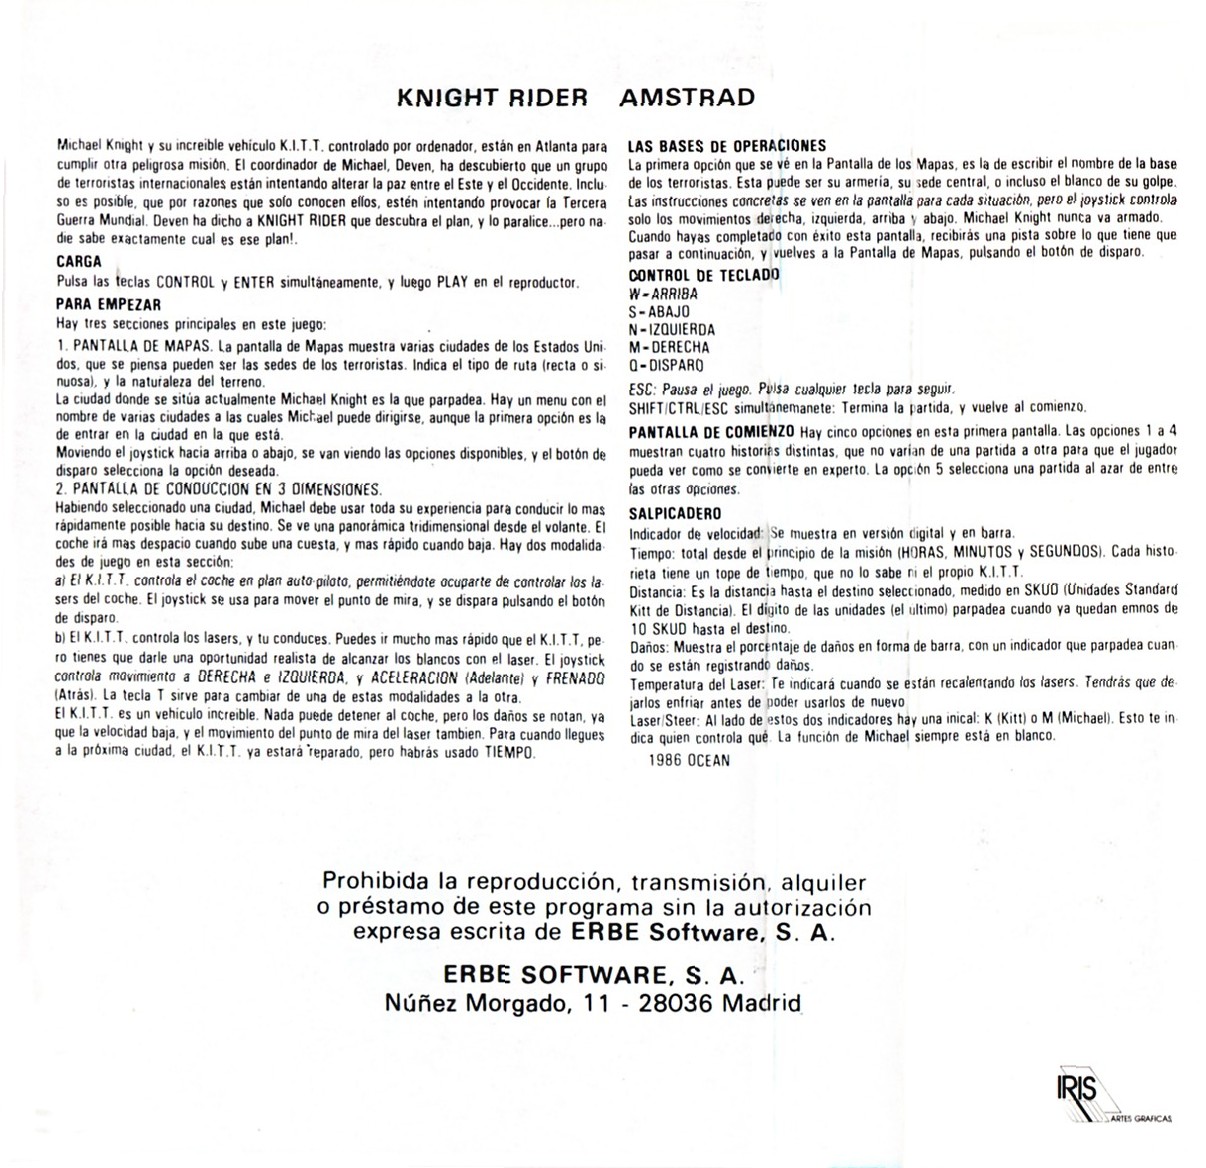 KNIGHT RIDER AMSTRAD
Michael Knight y su increible vehículo K.I.T.T. controlado por ordenador, están en Atlanta para
cumplir otra peligrosa misión. El coordinador de Michael, Deven, ha descubierto que un grupo
de terroristas internacionales están intentando alterar la paz entre el Este y el Occidente. Inclu-
so es posible, que por razones que solo conocen ellos, estén intentando provocar la Tercera
Guerra Mundial. Deven ha dicho a KNIGHT RIDER que descubra el plan, y lo paralice...pero na-
die sabe exactamente cual es ese plan!.
CARGA
Pulsa las teclas CONTROL y ENTER simultáneamente, y luego PLAY en el reproductor.
PARA EMPEZAR
Hay tres secciones principales en este juego:
1. PANTALLA DE MAPAS. La pantalla de Mapas muestra varias ciudades de los Estados Uni-
dos, que se piensa pueden ser las sedes de los terroristas. Indica el tipo de ruta (recta o si-
nuosa), y la naturaleza del terreno.
La ciudad donde se sitúa actualmente Michael Knight es la que parpadea. Hay un menu con el
nombre de varias ciudades a las cuales Michael puede dirigirse, aunque la primera opción es la
de entrar en la ciudad en la que está.
Moviendo el joystick hacia arriba o abajo, se van viendo las opciones disponibles, y el botón de
disparo selecciona la opción deseada.
2. PANTALLA DE CONDUCCION EN 3 DIMENSIONES.
Habiendo seleccionado una ciudad, Michael debe usar toda su experiencia para conducir lo mas
rápidamente posible hacia su destino. Se ve una panorámica tridimensional desde el volante. El
coche irá mas despacio cuando sube una cuesta, y mas rápido cuando baja. Hay dos modalida-
des de juego en esta sección:
a) El K.I.T.T. controla el coche en plan auto-piloto, permitiéndote ocuparte de controlar los la-
sers del coche. El joystick se usa para mover el punto de mira, y se dispara pulsando el botón
de disparo.
b) El K.I.T.T. controla los lasers, y tu conduces. Puedes ir mucho mas rápido que el K.I.T.T, pe-
ro tienes que darle una oportunidad realista de alcanzar los blancos con el laser. El joystick
controla movimiento a DERECHA e IZQUIERDA, y ACELERACION (Adelante) y FRENADO
(Atrás). La tecla T sirve para cambiar de una de estas modalidades a la otra.
El K.I.T.T. es un vehículo increible. Nada puede detener al coche, pero los daños se notan, ya
que la velocidad baja, y el movimiento del punto de mira del laser tambien. Para cuando llegues
a la próxima ciudad, el K.I.T.T. ya estará reparado, pero habrás usado TIEMPO.
LAS BASES DE OPERACIONES
La primera opción que se vé en la Pantalla de los Mapas, es la de escribir el nombre de la base
de los terroristas. Esta puede ser su armería, su sede central, o incluso el blanco de su golpe.
Las instrucciones concretas se ven en la pantalla para cada situación, pero el joystick controla
solo los movimientos derecha, izquierda, arriba y abajo. Michael Knight nunca va armado.
Cuando hayas completado con éxito esta pantalla, recibirás una pista sobre lo que tiene que
pasar a continuación, y vuelves a la Pantalla de Mapas, pulsando el botón de disparo.
CONTROL DE TECLADO
W-ARRIBA
S-ABAJO
N-IZQUIERDA
M-DERECHA
Q-DISPARO
ESC: Pausa el juego. Pulsa cualquier tecla para seguir.
SHIFT/CTRL/ESC simultánemanete: Termina la partida, y vuelve al comienzo.
PANTALLA DE COMIENZO Hay cinco opciones en esta primera pantalla. Las opciones 1 a 4
muestran cuatro historias distintas, que no varían de una partida a otra para que el jugador
pueda ver como se convierte en experto. La opción 5 selecciona una partida al azar de entre
las otras opciones.
SALPICADERO
Indicador de velocidad: Se muestra en versión digital y en barra.
Tiempo: total desde el principio de la misión (HORAS, MINUTOS y SEGUNDOS). Cada histo-
rieta tiene un tope de tiempo, que no lo sabe ni el propio K.I.T.T.
Distancia: Es la distancia hasta el destino seleccionado, medido en SKUD (Unidades Standard
Kitt de Distancia). El dígito de las unidades (el ultimo) parpadea cuando ya quedan emnos de
10 SKUD hasta el destino.
Daños: Muestra el porcentaje de daños en forma de barra, con un indicador que parpadea cuan-
do se están registrando daños.
Temperatura del Laser: Te indicará cuando se están recalentando los lasers. Tendrás que de-
jarlos enfriar antes de poder usarlos de nuevo
Laser/Steer: Al lado de estos dos indicadores hay una inical: K (Kitt) o M (Michael). Esto te in-
dica quien controla qué. La función de Michael siempre está en blanco.
1986 OCEAN
Prohibida la reproducción, transmisión, alquiler
o préstamo de este programa sin la autorización
expresa escrita de ERBE Software, S. A.
ERBE SOFTWARE, S. A.
Núñez Morgado, 11 - 28036 Madrid
IRIS
ARTES GRAFICAS